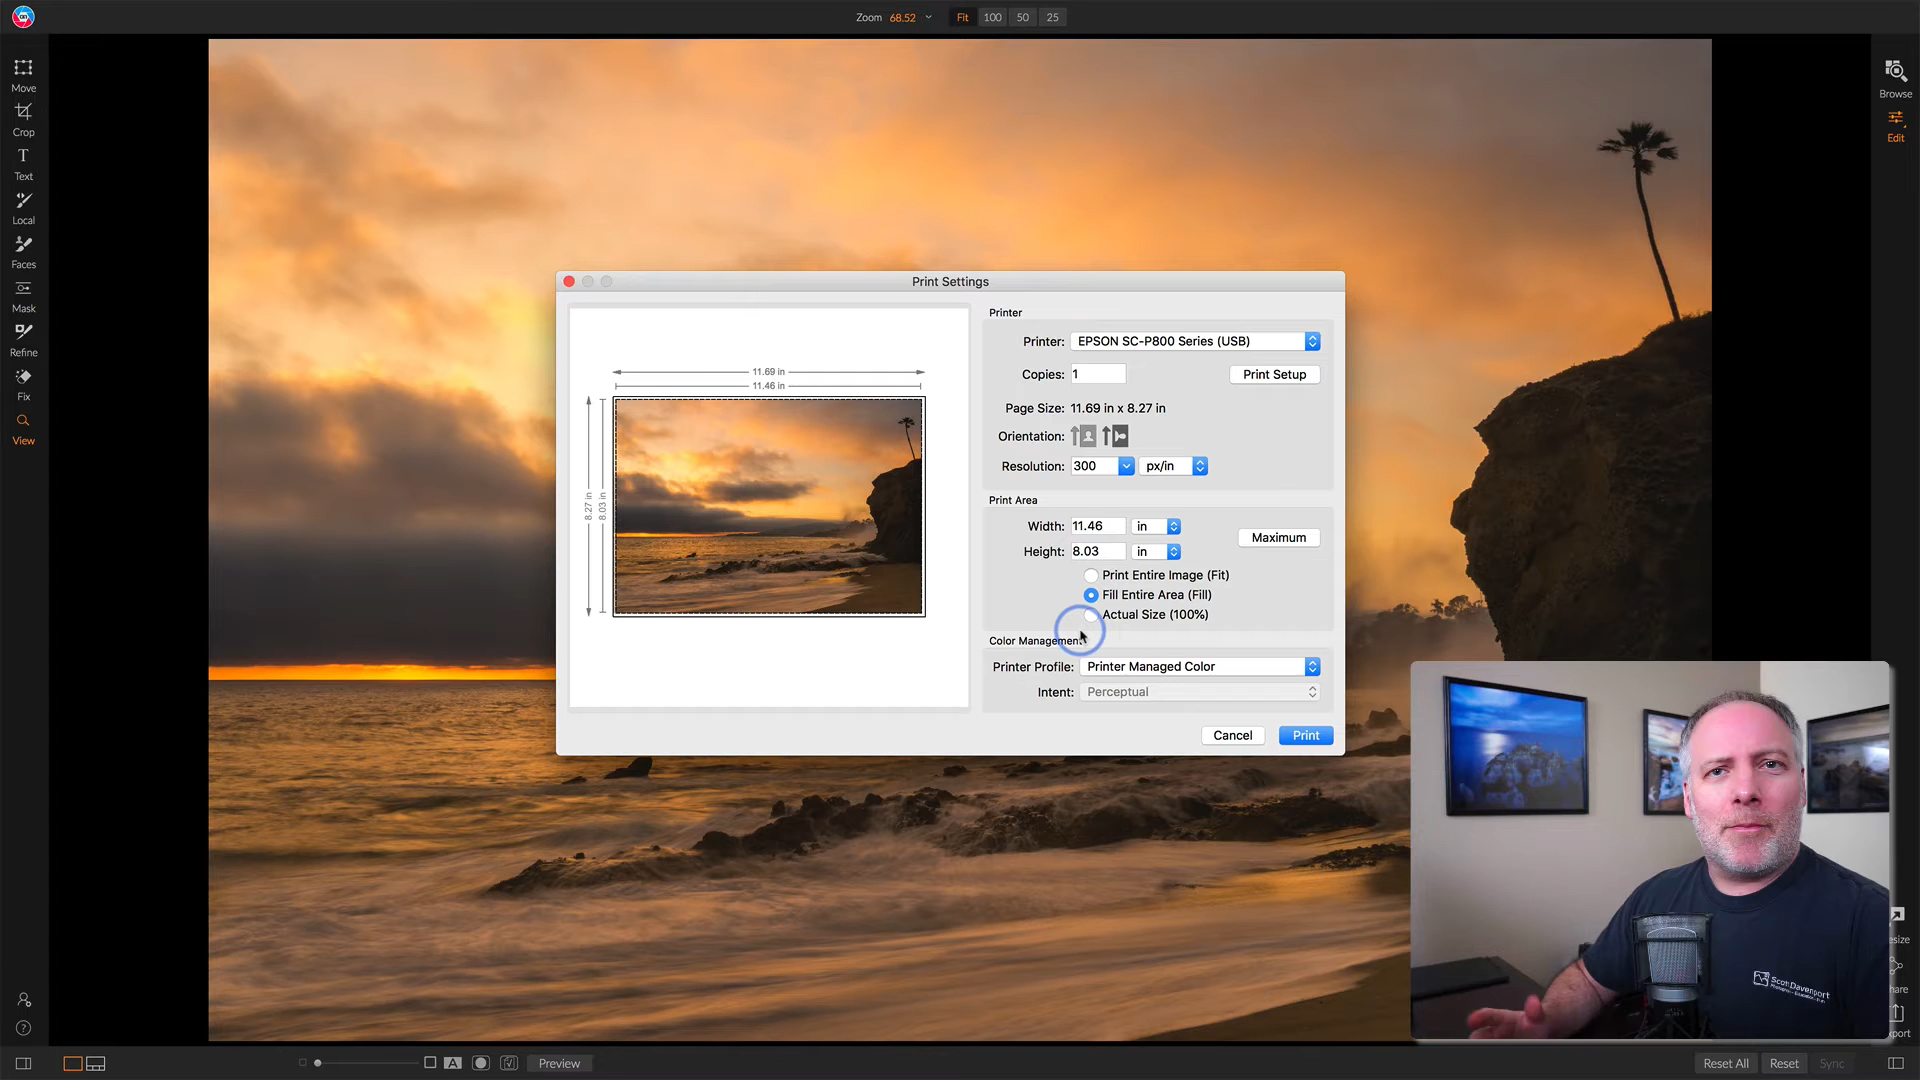 Zoom 68.52 Fit 100 50 25
Move
Crop
Text
Local
Faces
Mask
Refine
Fix
View
Browse
Edit
Print Settings
11.69 in
11.46 in
8.27 in
8.03 in
Printer
Printer: EPSON SC-P800 Series (USB)
Copies: 1 Print Setup
Page Size: 11.69 in x 8.27 in
Orientation:
Resolution: 300 px/in
Print Area
Width: 11.46 in
Maximum
Height: 8.03 in
Print Entire Image (Fit)
Fill Entire Area (Fill)
Actual Size (100%)
Color Management
Printer Profile: Printer Managed Color
Intent: Perceptual
Cancel Print
ScottDavenport
A Preview
Reset All Reset Sync